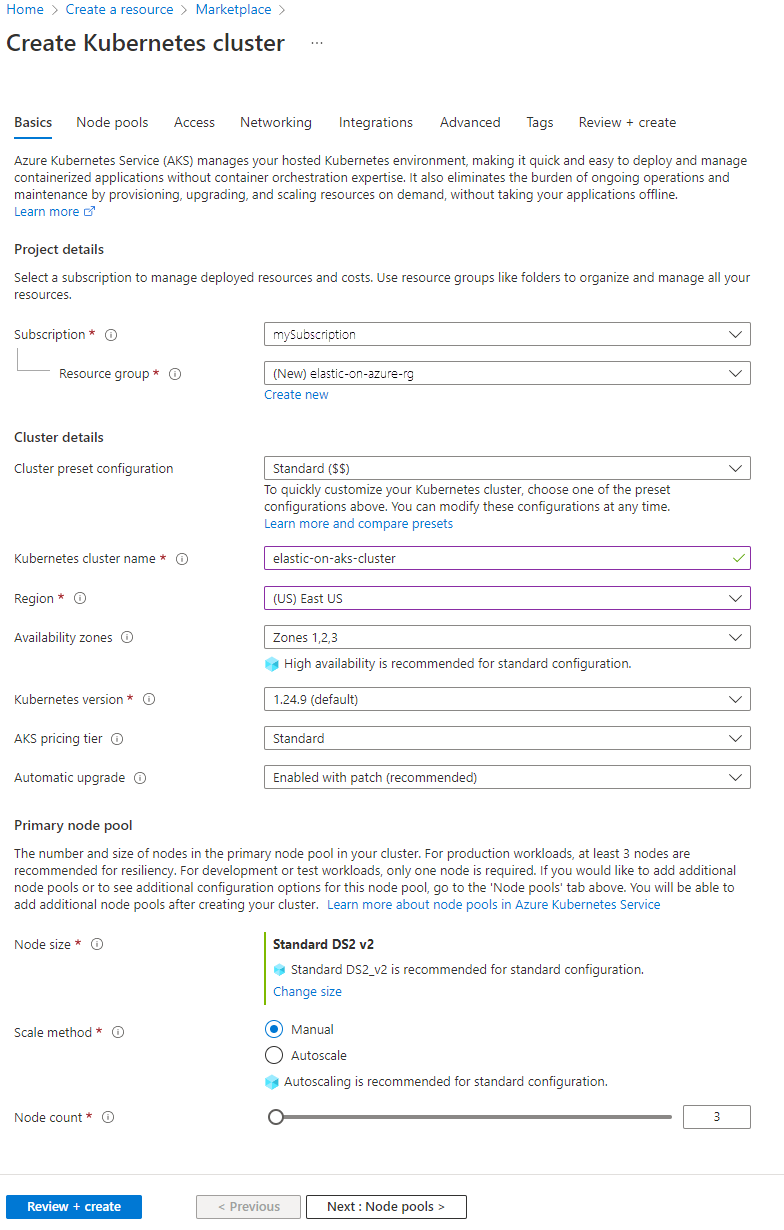 Home > Create a resource > Marketplace >
Create Kubernetes cluster ...
Basics Node pools Access Networking Integrations Advanced Tags Review + create
Azure Kubernetes Service (AKS) manages your hosted Kubernetes environment, making it quick and easy to deploy and manage
containerized applications without container orchestration expertise. It also eliminates the burden of ongoing operations and
maintenance by provisioning, upgrading, and scaling resources on demand, without taking your applications offline.
Learn more
Project details
Select a subscription to manage deployed resources and costs. Use resource groups like folders to organize and manage all your
resources.
Subscription * mySubscription
Resource group * (New) elastic-on-azure-rg
Create new
Cluster details
Cluster preset configuration Standard ($$)
To quickly customize your Kubernetes cluster, choose one of the preset
configurations above. You can modify these configurations at any time.
Learn more and compare presets
Kubernetes cluster name * elastic-on-aks-cluster
Region * (US) East US
Availability zones Zones 1,2,3
High availability is recommended for standard configuration.
Kubernetes version * 1.24.9 (default)
AKS pricing tier Standard
Automatic upgrade Enabled with patch (recommended)
Primary node pool
The number and size of nodes in the primary node pool in your cluster. For production workloads, at least 3 nodes are
recommended for resiliency. For development or test workloads, only one node is required. If you would like to add additional
node pools or to see additional configuration options for this node pool, go to the 'Node pools' tab above. You will be able to
add additional node pools after creating your cluster. Learn more about node pools in Azure Kubernetes Service
Node size * Standard DS2 v2
Standard DS2_v2 is recommended for standard configuration.
Change size
Scale method * Manual
Autoscale
Autoscaling is recommended for standard configuration.
Node count * 3
Review + create < Previous Next : Node pools >